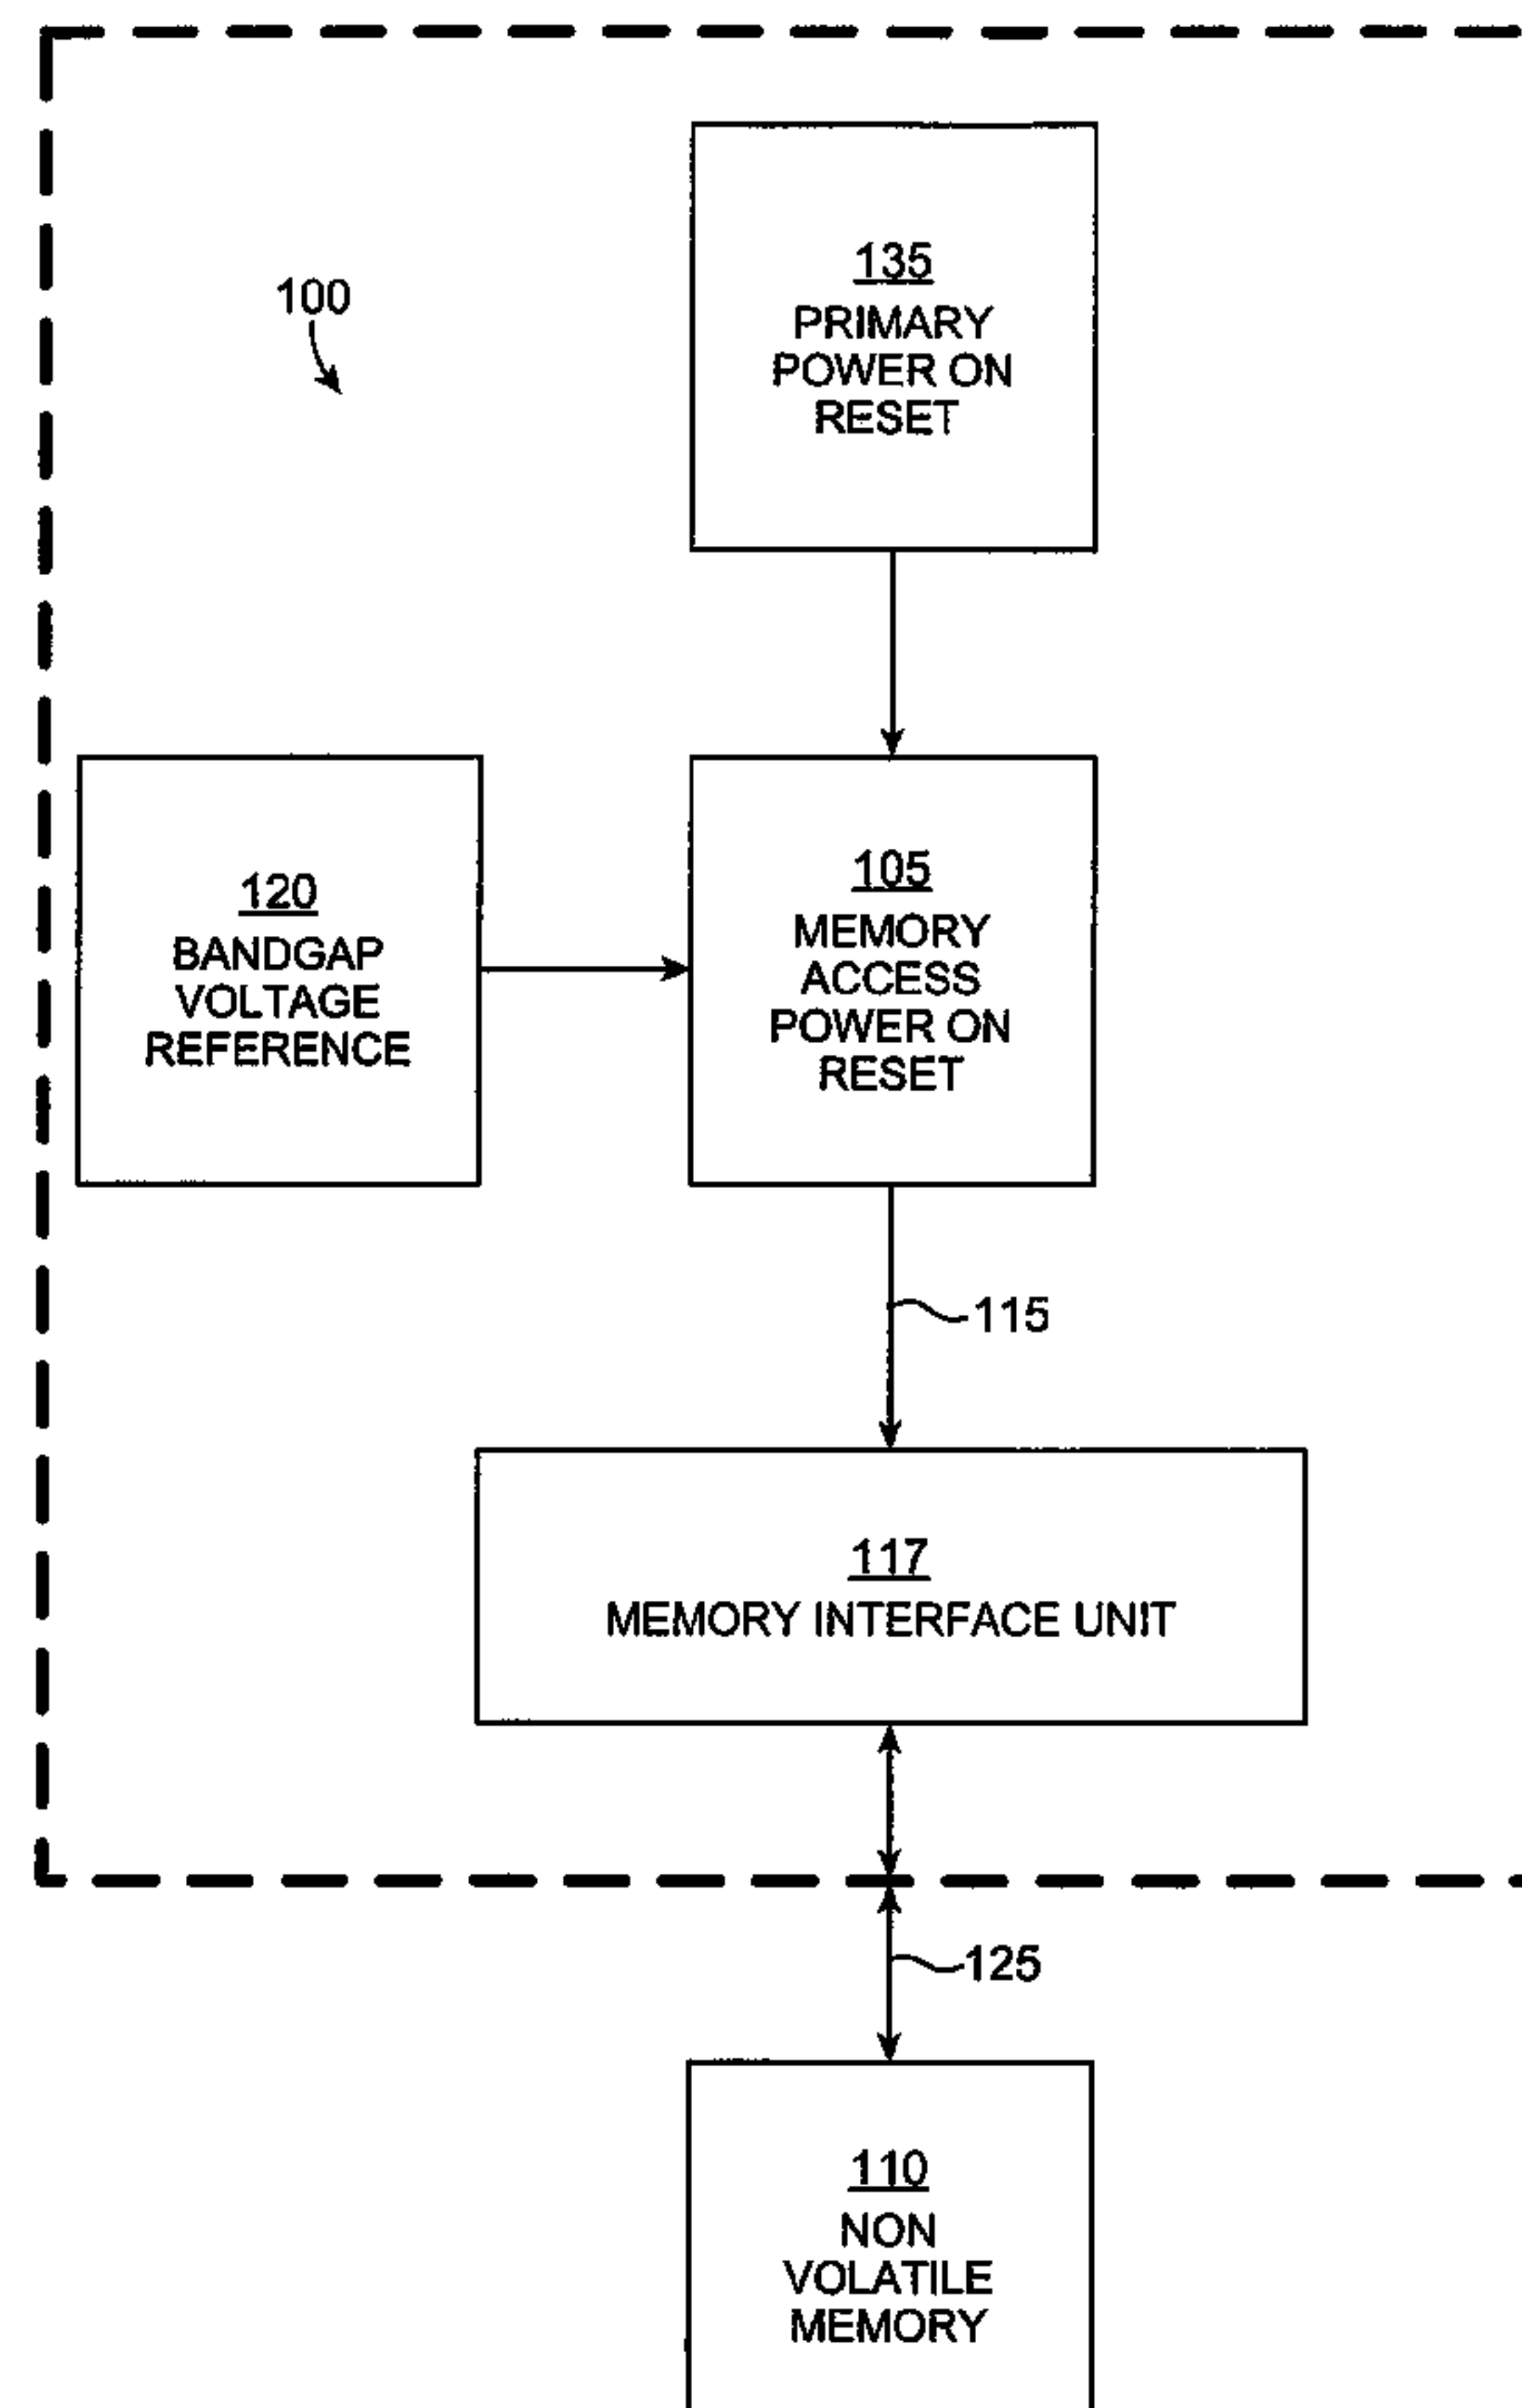 135
PRIMARY
POWER ON
RESET
100
120
BANDGAP
VOLTAGE
REFERENCE
105
MEMORY
ACCESS
POWER ON
RESET
115
117
MEMORY INTERFACE UNIT
125
110
NON
VOLATILE
MEMORY